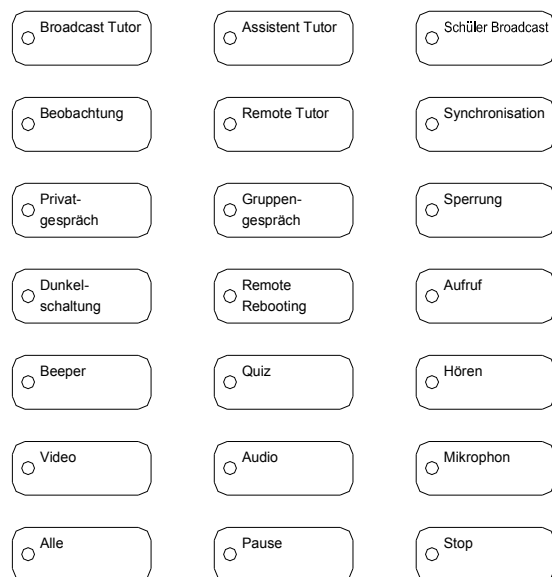 Broadcast Tutor
Assistent Tutor
Schüler Broadcast
Beobachtung
Remote Tutor
Synchronisation
Privat-
gespräch
Gruppen-
gespräch
Sperrung
Dunkel-
schaltung
Remote
Rebooting
Aufruf
Beeper
Quiz
Hören
Video
Audio
Mikrophon
Alle
Pause
Stop